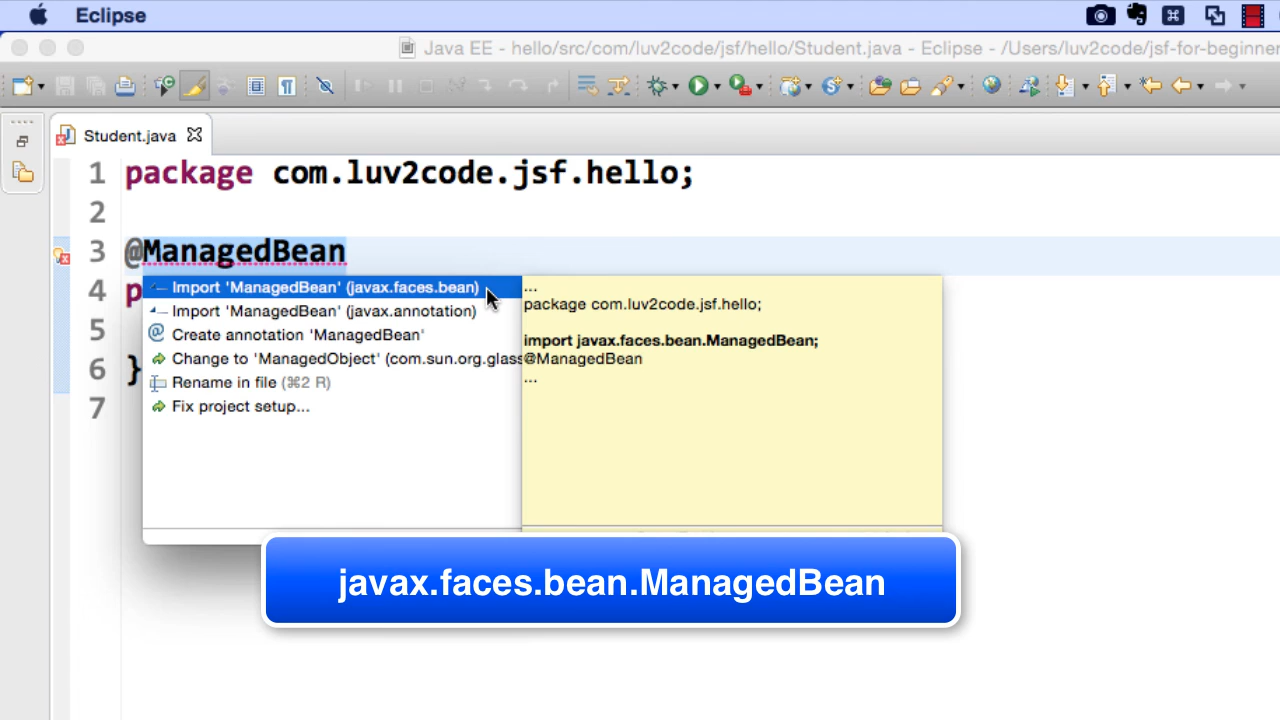 Eclipse
Java EE - hello/src/com/luv2code/jsf/hello/Student.java - Eclipse - /Users/luv2code/jsf-for-beginner
Student.java
1 package com.luv2code.jsf.hello;
2
3 @ManagedBean
4 p
5
6 }
7
Import 'ManagedBean' (javax.faces.bean)
Import 'ManagedBean' (javax.annotation)
Create annotation 'ManagedBean'
Change to 'ManagedObject' (com.sun.org.glass
Rename in file (⌘2 R)
Fix project setup...
...
package com.luv2code.jsf.hello;
import javax.faces.bean.ManagedBean;
@ManagedBean
...
javax.faces.bean.ManagedBean